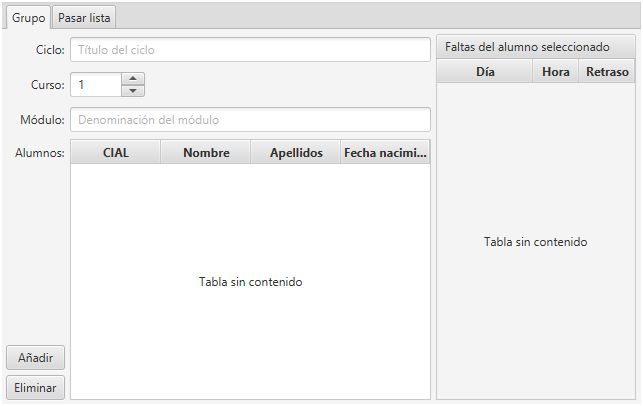 Grupo Pasar lista
Ciclo: Título del ciclo
Curso: 1
Módulo: Denominación del módulo
Alumnos: CIAL Nombre Apellidos Fecha nacimi...
Tabla sin contenido
Añadir
Eliminar
Faltas del alumno seleccionado
Día Hora Retraso
Tabla sin contenido